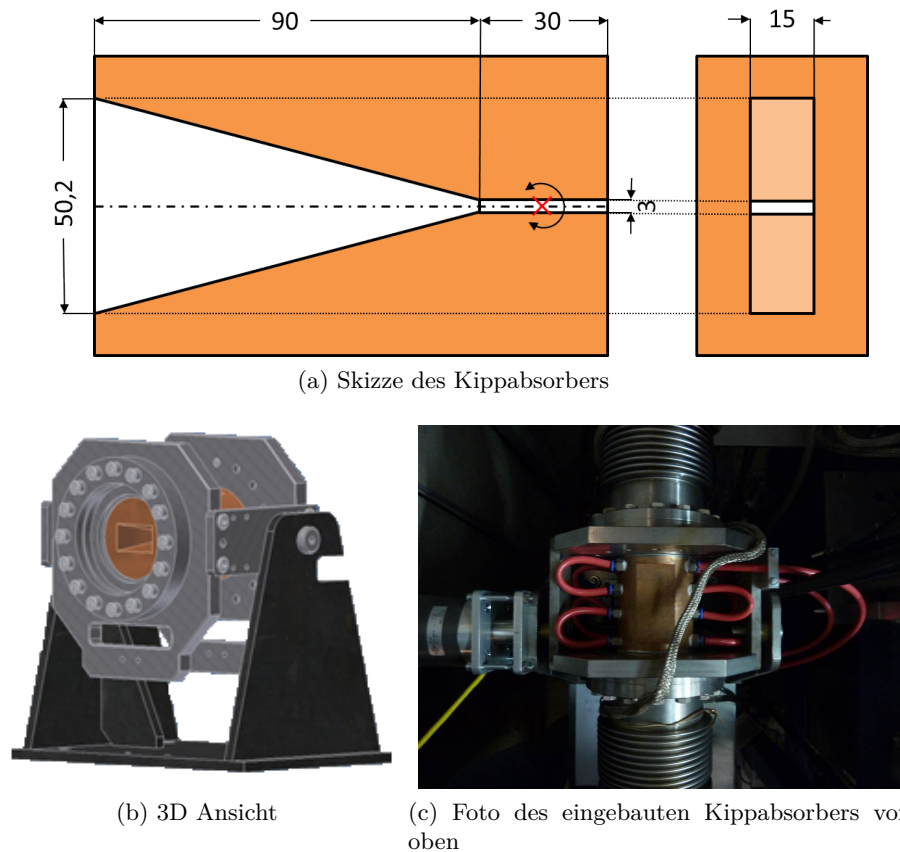 90
30
15
50,2
3
(a) Skizze des Kippabsorbers
(b) 3D Ansicht
(c) Foto des eingebauten Kippabsorbers vo
oben